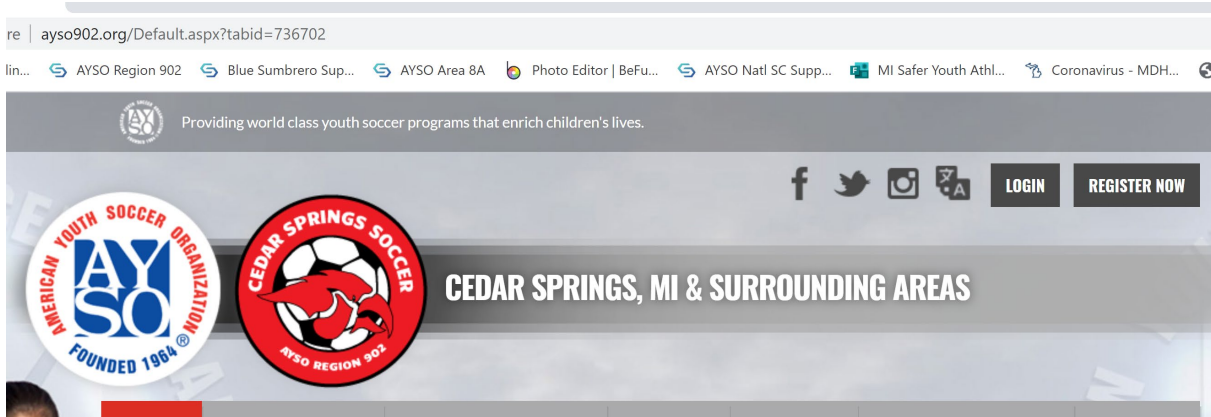 re | ayso902.org/Default.aspx?tabid=736702
lin... AYSO Region 902 Blue Sumbrero Sup... AYSO Area 8A Photo Editor | BeFu... AYSO Natl SC Supp... MI Safer Youth Athl... Coronavirus - MDH...
AYSO Providing world class youth soccer programs that enrich children's lives.
LOGIN REGISTER NOW
AMERICAN YOUTH SOCCER ORGANIZATION
AY
SO
®
FOUNDED 1964
CEDAR SPRINGS SOCCER
AYSO REGION 902
CEDAR SPRINGS, MI & SURROUNDING AREAS